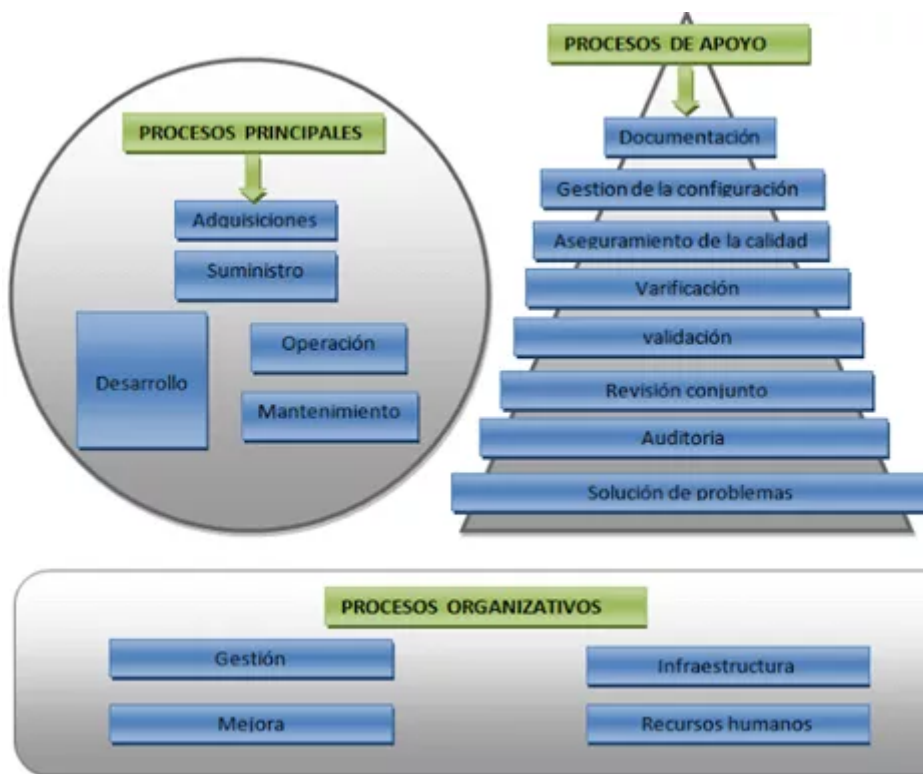 PROCESOS PRINCIPALES
Adquisiciones
Suministro
Desarrollo
Operación
Mantenimiento
PROCESOS DE APOYO
Documentación
Gestion de la configuración
Aseguramiento de la calidad
Varificación
validación
Revisión conjunto
Auditoria
Solución de problemas
PROCESOS ORGANIZATIVOS
Gestión
Infraestructura
Mejora
Recursos humanos